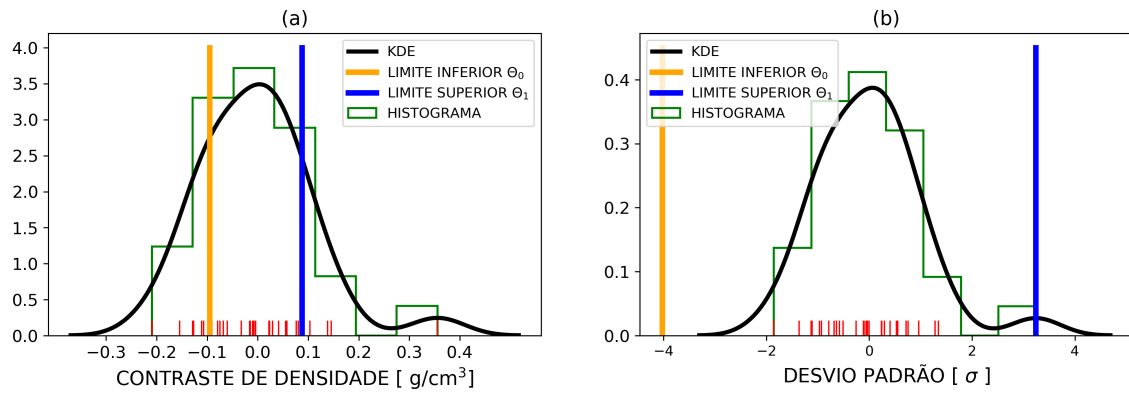 (a)
4.0
3.5
3.0
2.5
2.0
1.5
1.0
0.5
0.0
−0.3 −0.2 −0.1 0.0 0.1 0.2 0.3 0.4
CONTRASTE DE DENSIDADE [ g/cm³]
KDE
LIMITE INFERIOR Θ₀
LIMITE SUPERIOR Θ₁
HISTOGRAMA
(b)
0.4
0.3
0.2
0.1
0.0
−4 −2 0 2 4
DESVIO PADRÃO [ σ ]
KDE
LIMITE INFERIOR Θ₀
LIMITE SUPERIOR Θ₁
HISTOGRAMA